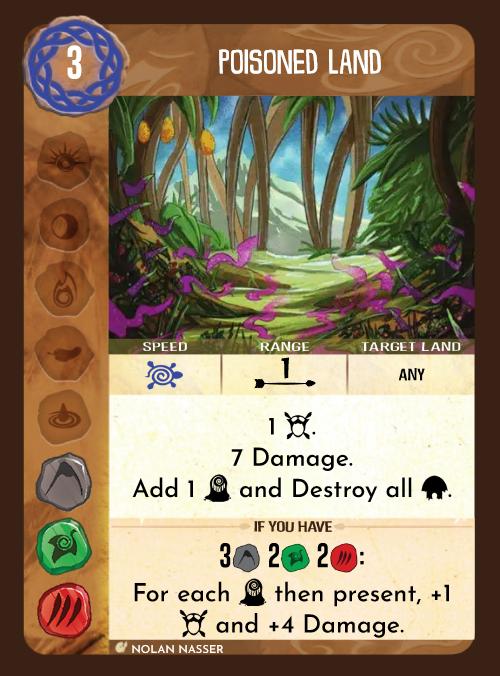 3
POISONED LAND
SPEED RANGE TARGET LAND
1 ANY
1 .
7 Damage.
Add 1 and Destroy all .
IF YOU HAVE
3 2 2 :
For each then present, +1
and +4 Damage.
NOLAN NASSER